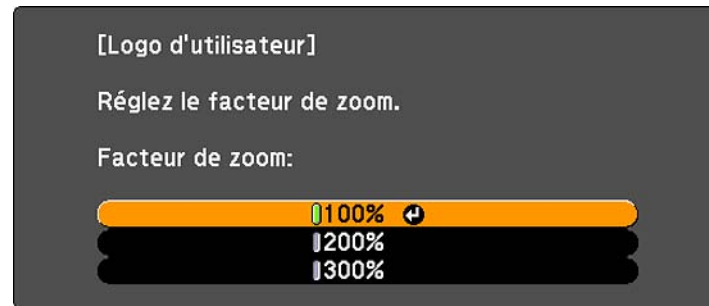 [Logo d'utilisateur]
Réglez le facteur de zoom.
Facteur de zoom:
100%
200%
300%